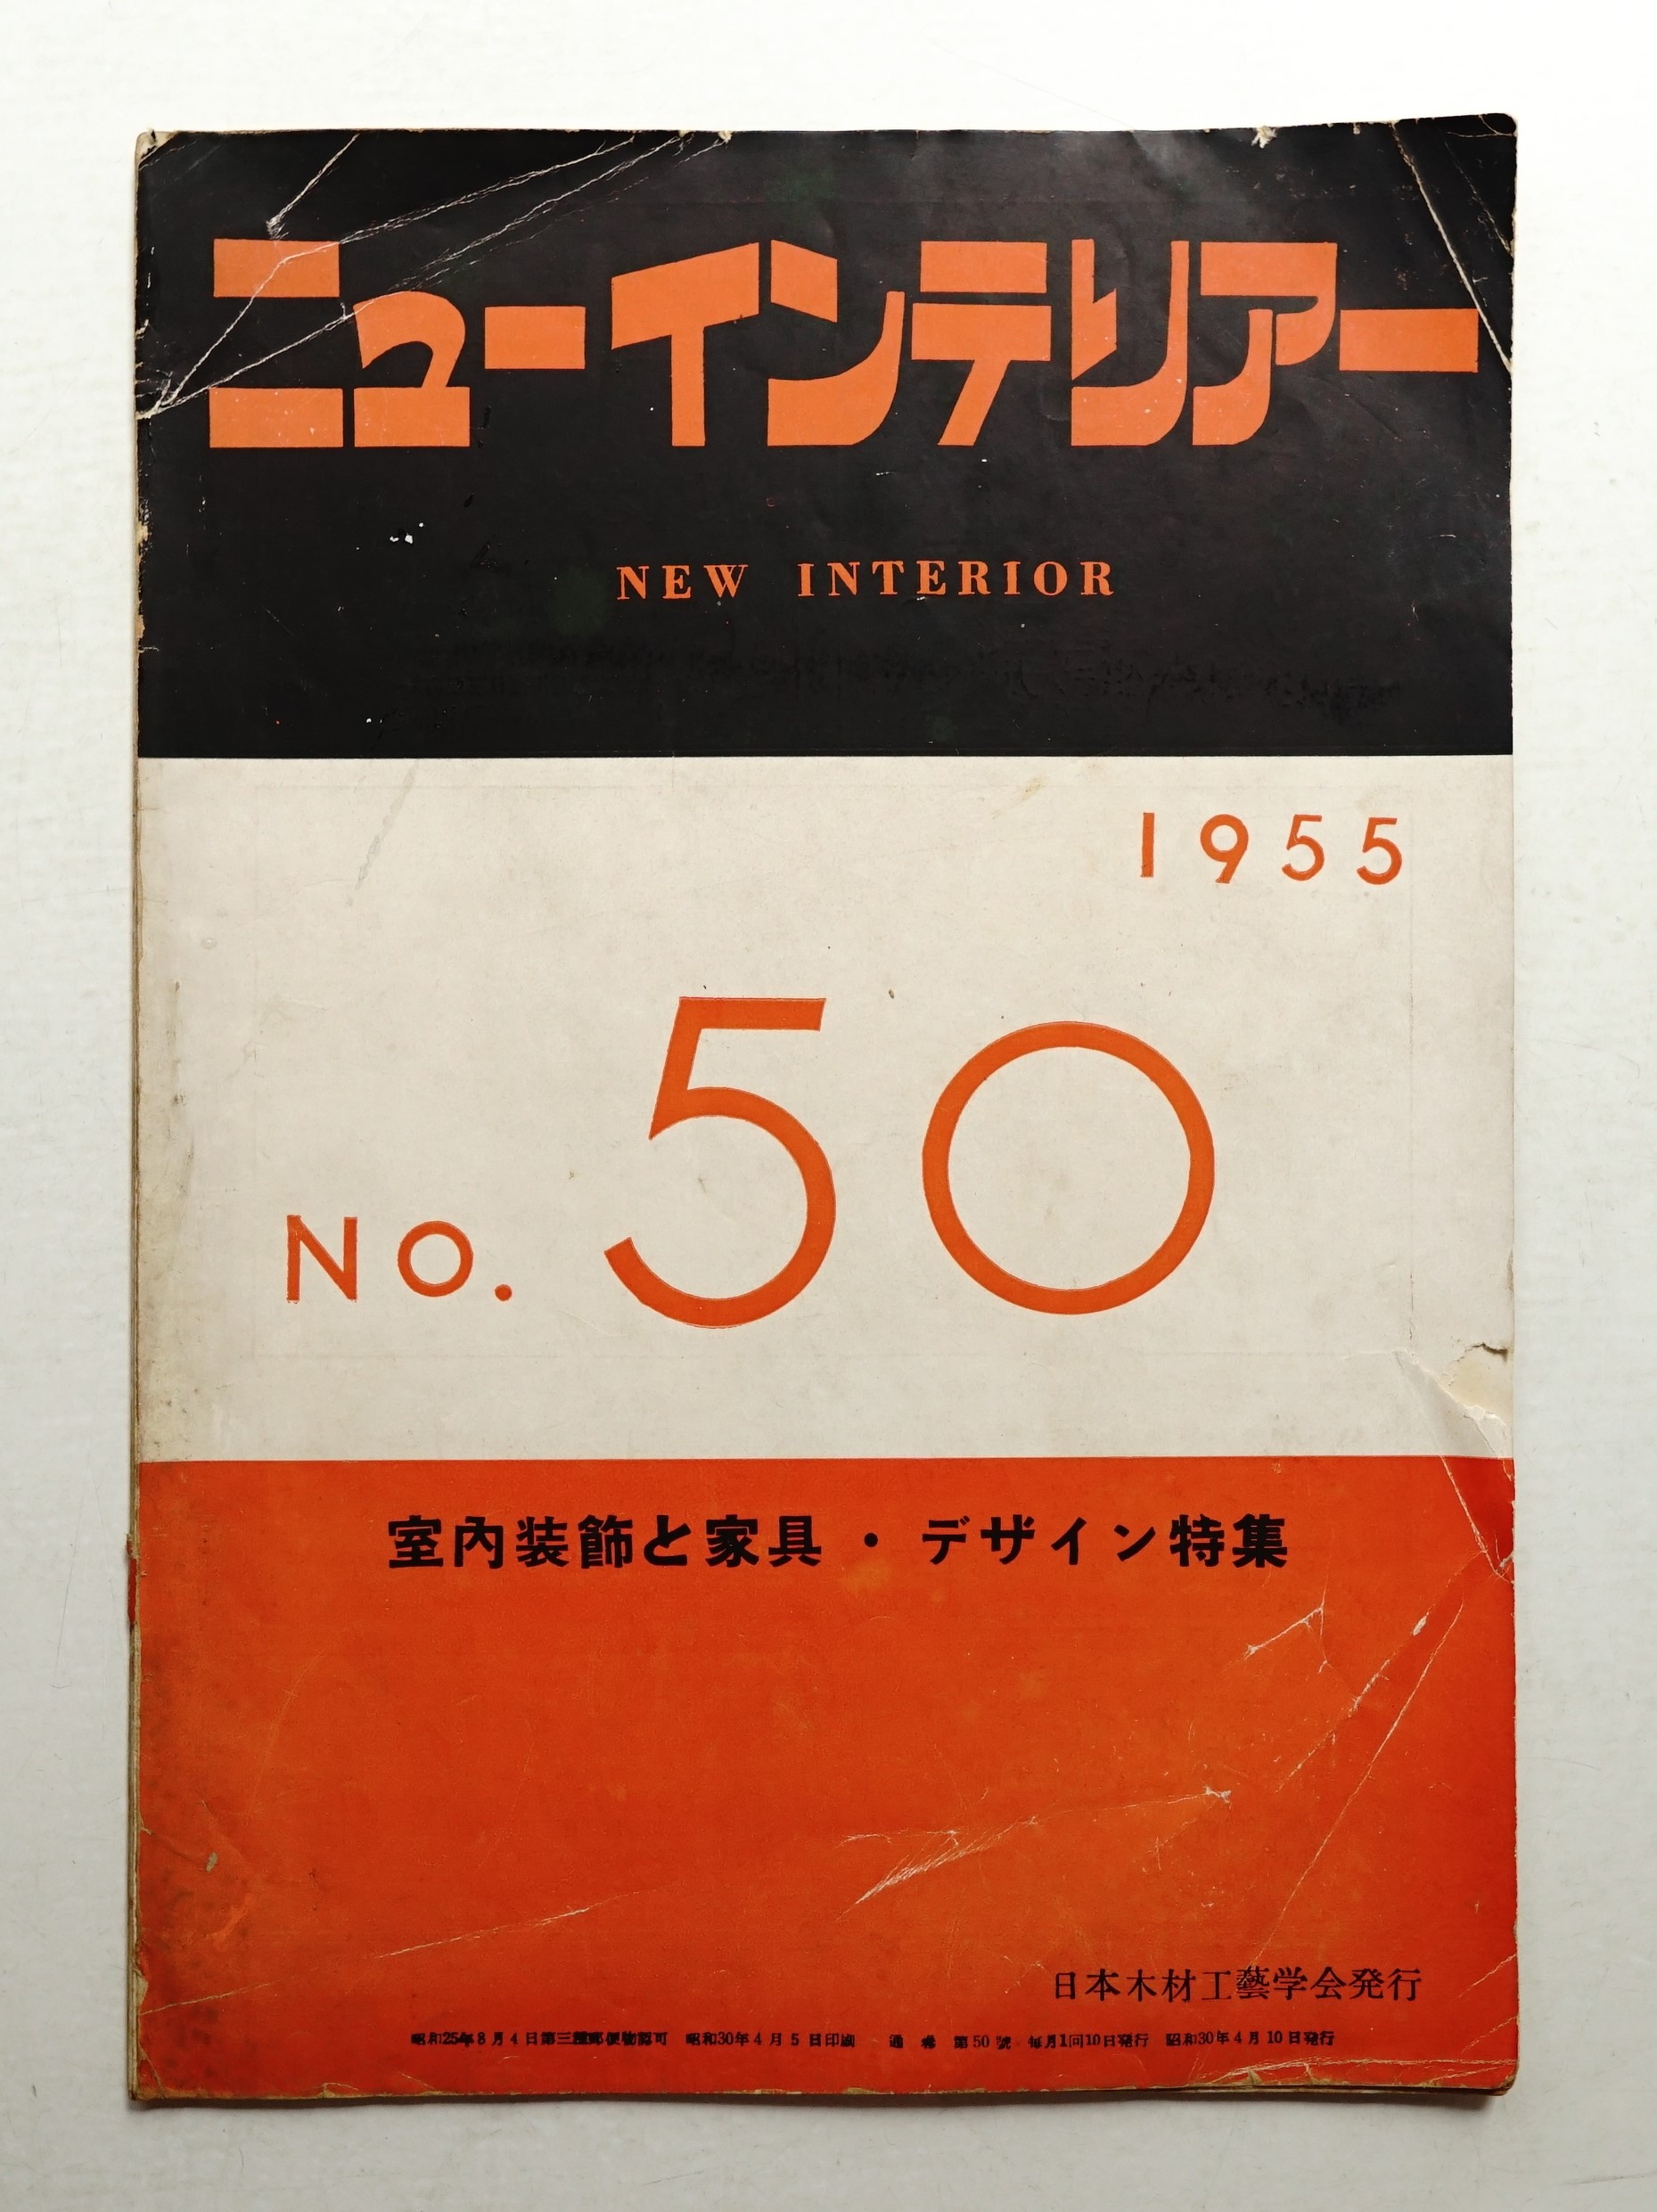 ニューインテリアー
NEW INTERIOR
1955
No. 50
室内装飾と家具・デザイン特集
日本木材工藝学会発行
昭和25年8月4日第三種郵便物認可 昭和30年4月5日印刷 通巻 第50號 毎月1回10日発行 昭和30年4月10日発行